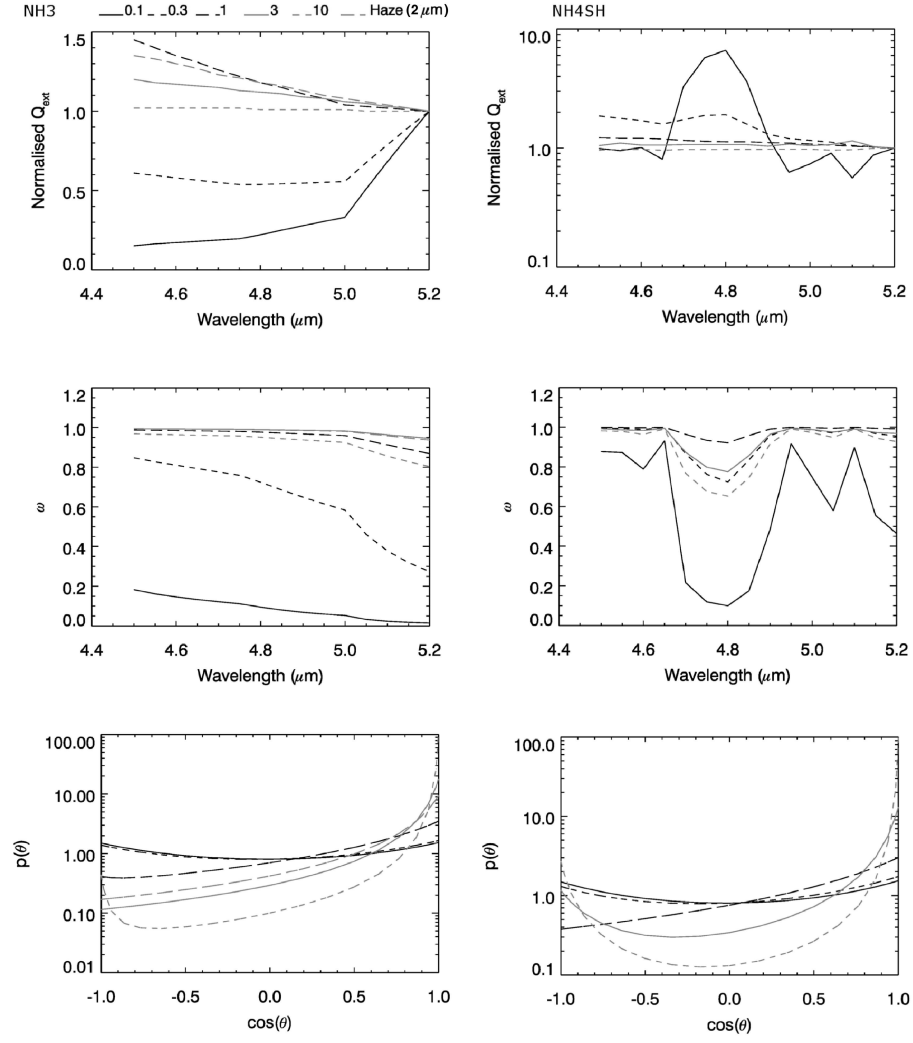 NH3 0.1 0.3 1 3 10 Haze (2 μm) NH4SH
1.5
1.0
0.5
0.0
Normalised Qext
4.4 4.6 4.8 5.0 5.2
Wavelength (μm)
10.0
1.0
0.1
Normalised Qext
4.4 4.6 4.8 5.0 5.2
Wavelength (μm)
1.2
1.0
0.8
0.6
0.4
0.2
0.0
ω
4.4 4.6 4.8 5.0 5.2
Wavelength (μm)
1.2
1.0
0.8
0.6
0.4
0.2
0.0
ω
4.4 4.6 4.8 5.0 5.2
Wavelength (μm)
100.00
10.00
1.00
0.10
0.01
p(θ)
-1.0 -0.5 0.0 0.5 1.0
cos(θ)
100.0
10.0
1.0
0.1
p(θ)
-1.0 -0.5 0.0 0.5 1.0
cos(θ)